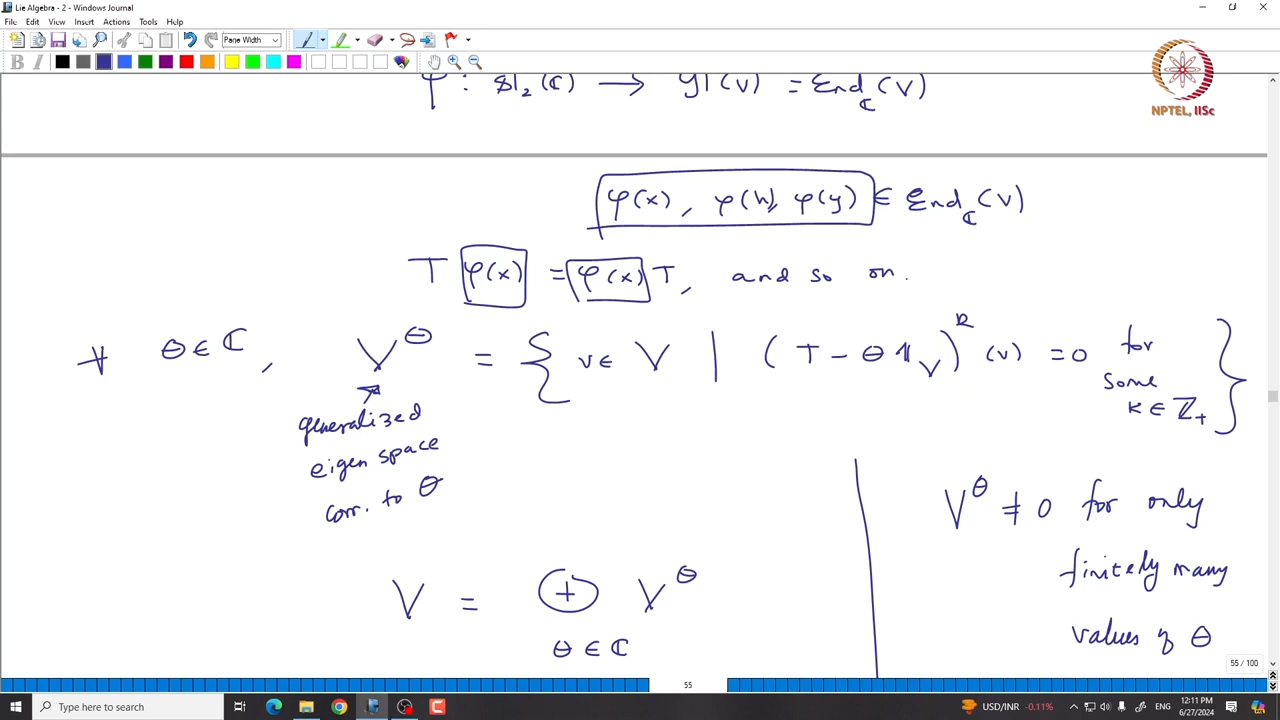 Lie Algebra - 2 - Windows Journal
File Edit View Insert Actions Tools Help
Page Width
B I
NPTEL, IISc
φ : sl₂(ℂ) → gl(V) = End_ℂ(V)
φ(x), φ(h), φ(y) ∈ End_ℂ(V)
T φ(x) = φ(x) T, and so on.
∀ θ ∈ ℂ, V^θ = { v ∈ V | (T - θ 𝟙_V)^k (v) = 0 for some k ∈ ℤ₊ }
generalized
eigen space
corr. to θ
V^θ ≠ 0 for only
finitely many
values of θ
V = ⊕_{θ ∈ ℂ} V^θ
55 / 100
55
Type here to search
USD/INR -0.11%
12:11 PM
6/27/2024